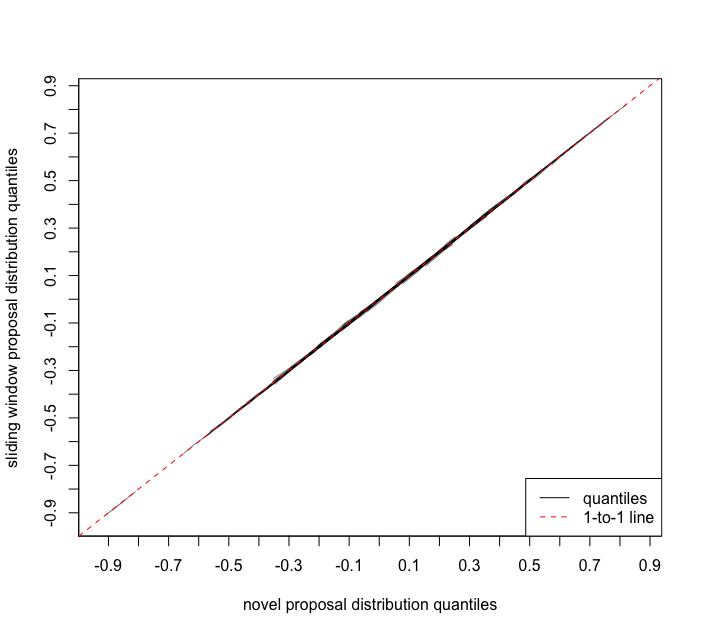 sliding window proposal distribution quantiles
0.9
0.7
0.5
0.3
0.1
-0.1
-0.3
-0.5
-0.7
-0.9
quantiles
1-to-1 line
-0.9 -0.7 -0.5 -0.3 -0.1 0.1 0.3 0.5 0.7 0.9
novel proposal distribution quantiles